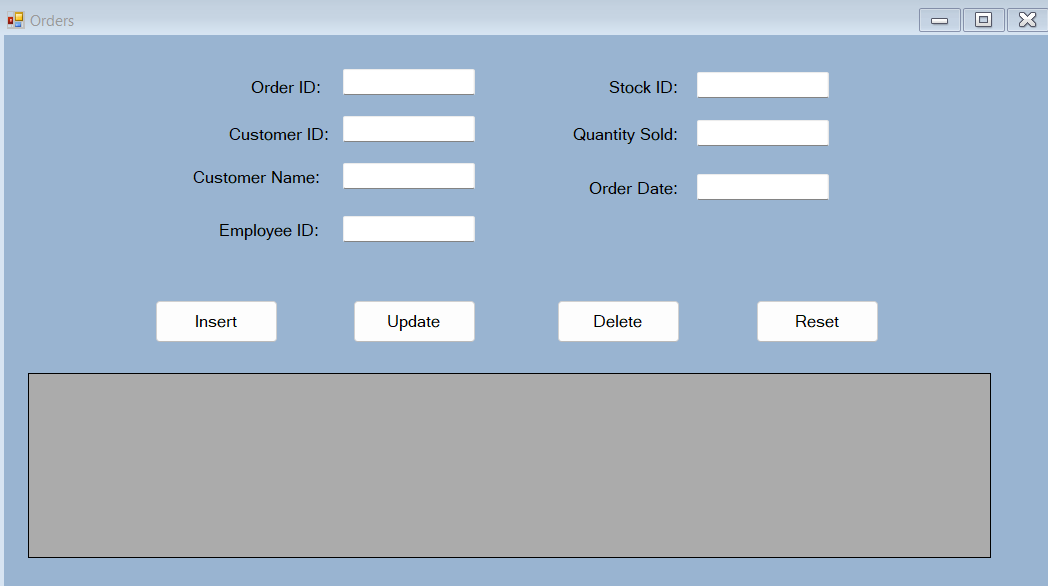 Orders
Order ID:
Stock ID:
Customer ID:
Quantity Sold:
Customer Name:
Order Date:
Employee ID:
Insert
Update
Delete
Reset